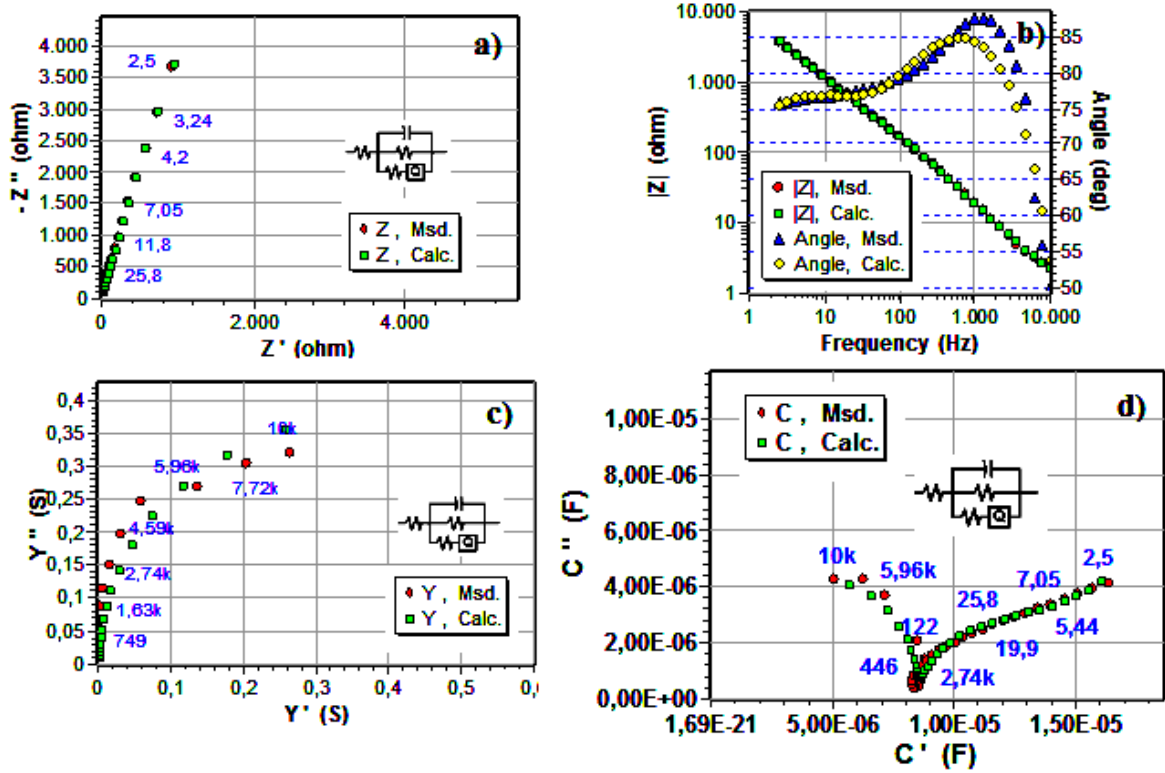 a)
- Z'' (ohm)
4.000
3.500
3.000
2.500
2.000
1.500
1.000
500
0
2,5
3,24
4,2
7,05
11,8
25,8
Q
Z , Msd.
Z , Calc.
0
2.000
4.000
Z ' (ohm)
b)
|Z| (ohm)
10.000
1.000
100
10
1
|Z|, Msd.
|Z|, Calc.
Angle, Msd.
Angle, Calc.
85
80
75
70
65
60
55
50
Angle (deg)
1
10
100
1.000
10.000
Frequency (Hz)
c)
Y'' (S)
0,4
0,35
0,3
0,25
0,2
0,15
0,1
0,05
0
10k
5,96k
7,72k
4,59k
2,74k
1,63k
749
Q
Y , Msd.
Y , Calc.
0
0,1
0,2
0,3
0,4
0,5
Y ' (S)
d)
C '' (F)
1,00E-05
8,00E-06
6,00E-06
4,00E-06
2,00E-06
0,00E+00
C , Msd.
C , Calc.
Q
10k
5,96k
7,05
2,5
25,8
122
5,44
19,9
446
2,74k
1,69E-21
5,00E-06
1,00E-05
1,50E-05
C ' (F)